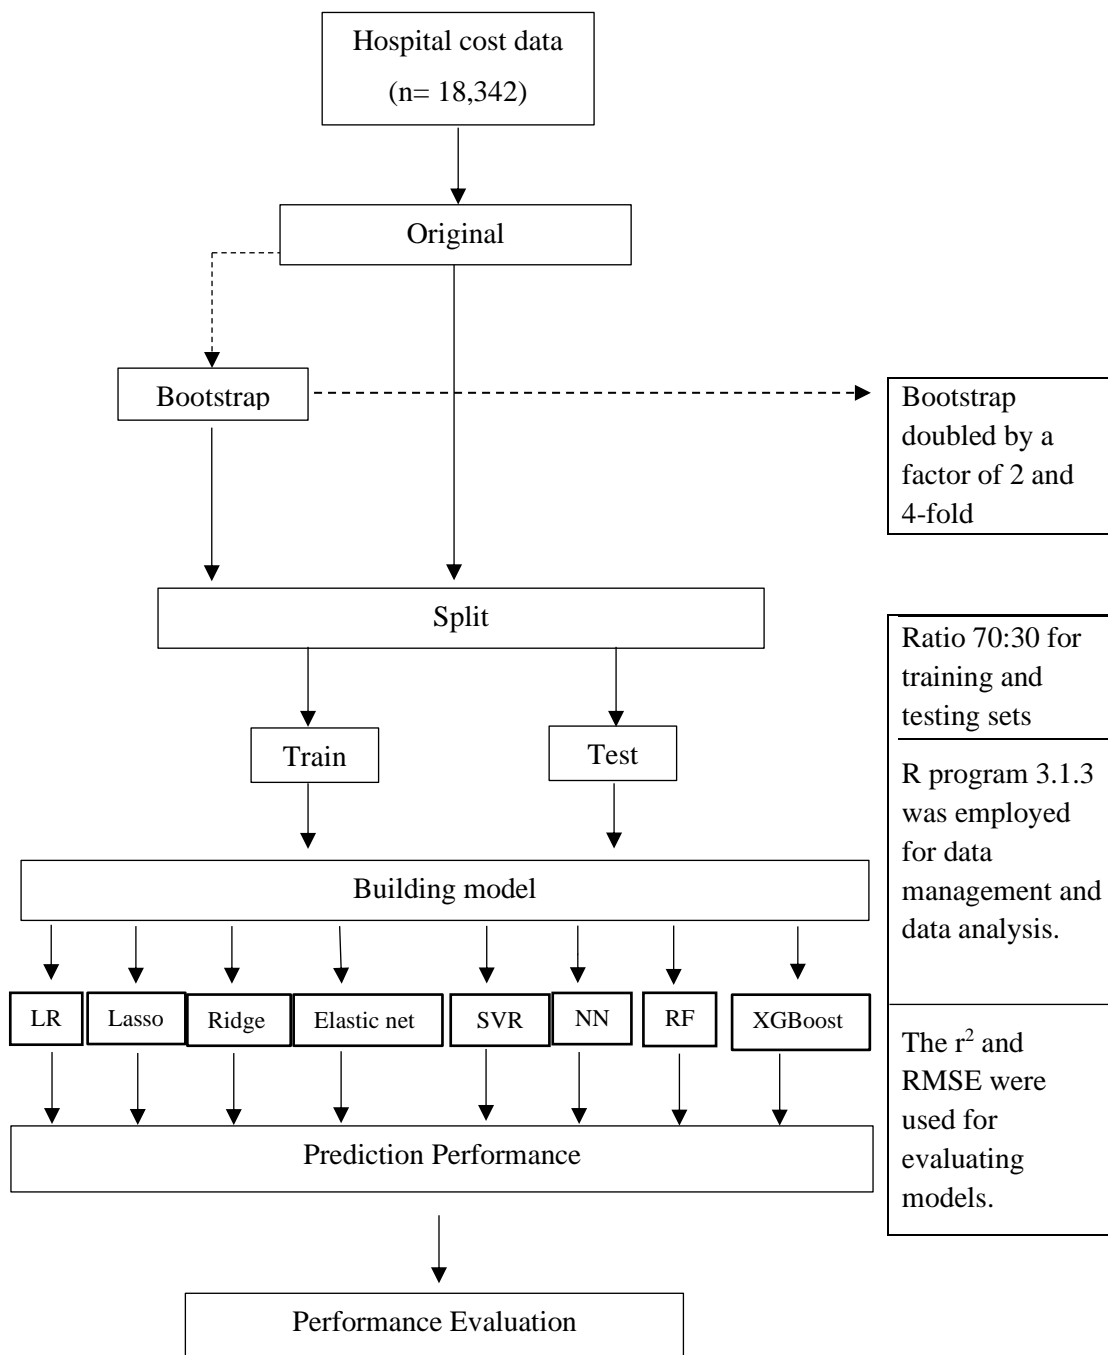 Hospital cost data
(n= 18,342)
Original
Bootstrap
Bootstrap
doubled by a
factor of 2 and
4-fold
Split
Ratio 70:30 for
training and
testing sets
Train
Test
R program 3.1.3
was employed
for data
management and
data analysis.
Building model
LR
Lasso
Ridge
Elastic net
SVR
NN
RF
XGBoost
The r² and
RMSE were
used for
evaluating
models.
Prediction Performance
Performance Evaluation